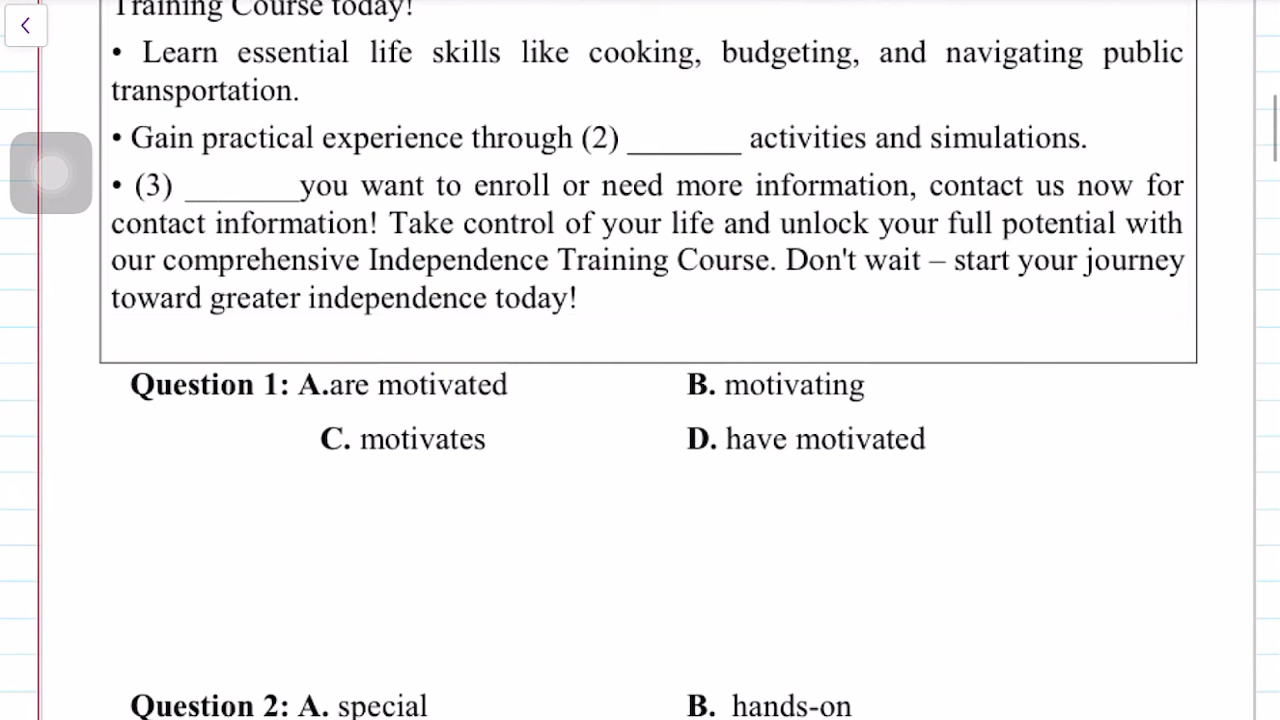 Training Course today!
• Learn essential life skills like cooking, budgeting, and navigating public
transportation.
• Gain practical experience through (2) _______ activities and simulations.
• (3) _______you want to enroll or need more information, contact us now for
contact information! Take control of your life and unlock your full potential with
our comprehensive Independence Training Course. Don't wait – start your journey
toward greater independence today!
Question 1: A.are motivated B. motivating
C. motivates D. have motivated
Question 2: A. special B. hands-on